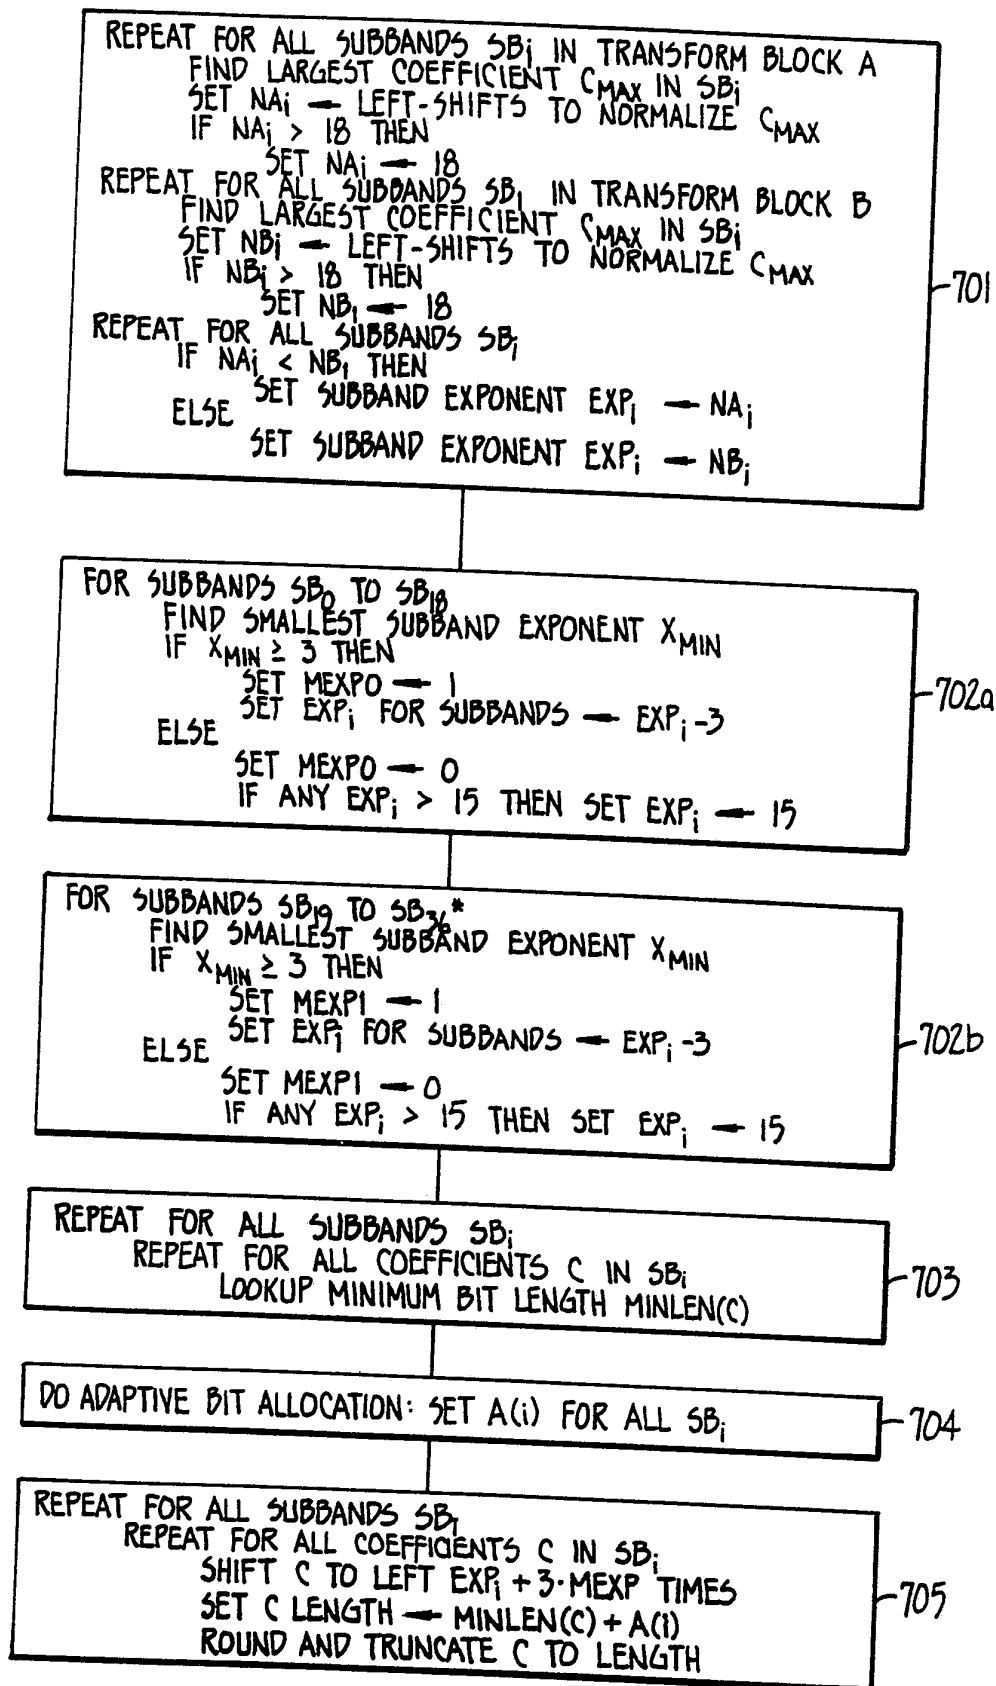 REPEAT FOR ALL SUBBANDS SBi IN TRANSFORM BLOCK A
FIND LARGEST COEFFICIENT CMAX IN SBi
SET NAi ← LEFT-SHIFTS TO NORMALIZE CMAX
IF NAi > 18 THEN
SET NAi ← 18
REPEAT FOR ALL SUBBANDS SBi IN TRANSFORM BLOCK B
FIND LARGEST COEFFICIENT CMAX IN SBi
SET NBi ← LEFT-SHIFTS TO NORMALIZE CMAX
IF NBi > 18 THEN
SET NBi ← 18
REPEAT FOR ALL SUBBANDS SBi
IF NAi < NBi THEN
SET SUBBAND EXPONENT EXPi ← NAi
ELSE
SET SUBBAND EXPONENT EXPi ← NBi
701
FOR SUBBANDS SB0 TO SB18
FIND SMALLEST SUBBAND EXPONENT XMIN
IF XMIN ≥ 3 THEN
SET MEXP0 ← 1
SET EXPi FOR SUBBANDS ← EXPi -3
ELSE
SET MEXP0 ← 0
IF ANY EXPi > 15 THEN SET EXPi ← 15
702a
FOR SUBBANDS SB19 TO SB36*
FIND SMALLEST SUBBAND EXPONENT XMIN
IF XMIN ≥ 3 THEN
SET MEXP1 ← 1
SET EXPi FOR SUBBANDS ← EXPi -3
ELSE
SET MEXP1 ← 0
IF ANY EXPi > 15 THEN SET EXPi ← 15
702b
REPEAT FOR ALL SUBBANDS SBi
REPEAT FOR ALL COEFFICIENTS C IN SBi
LOOKUP MINIMUM BIT LENGTH MINLEN(C)
703
DO ADAPTIVE BIT ALLOCATION: SET A(i) FOR ALL SBi
704
REPEAT FOR ALL SUBBANDS SBi
REPEAT FOR ALL COEFFICIENTS C IN SBi
SHIFT C TO LEFT EXPi + 3·MEXP TIMES
SET C LENGTH ← MINLEN(C) + A(i)
ROUND AND TRUNCATE C TO LENGTH
705